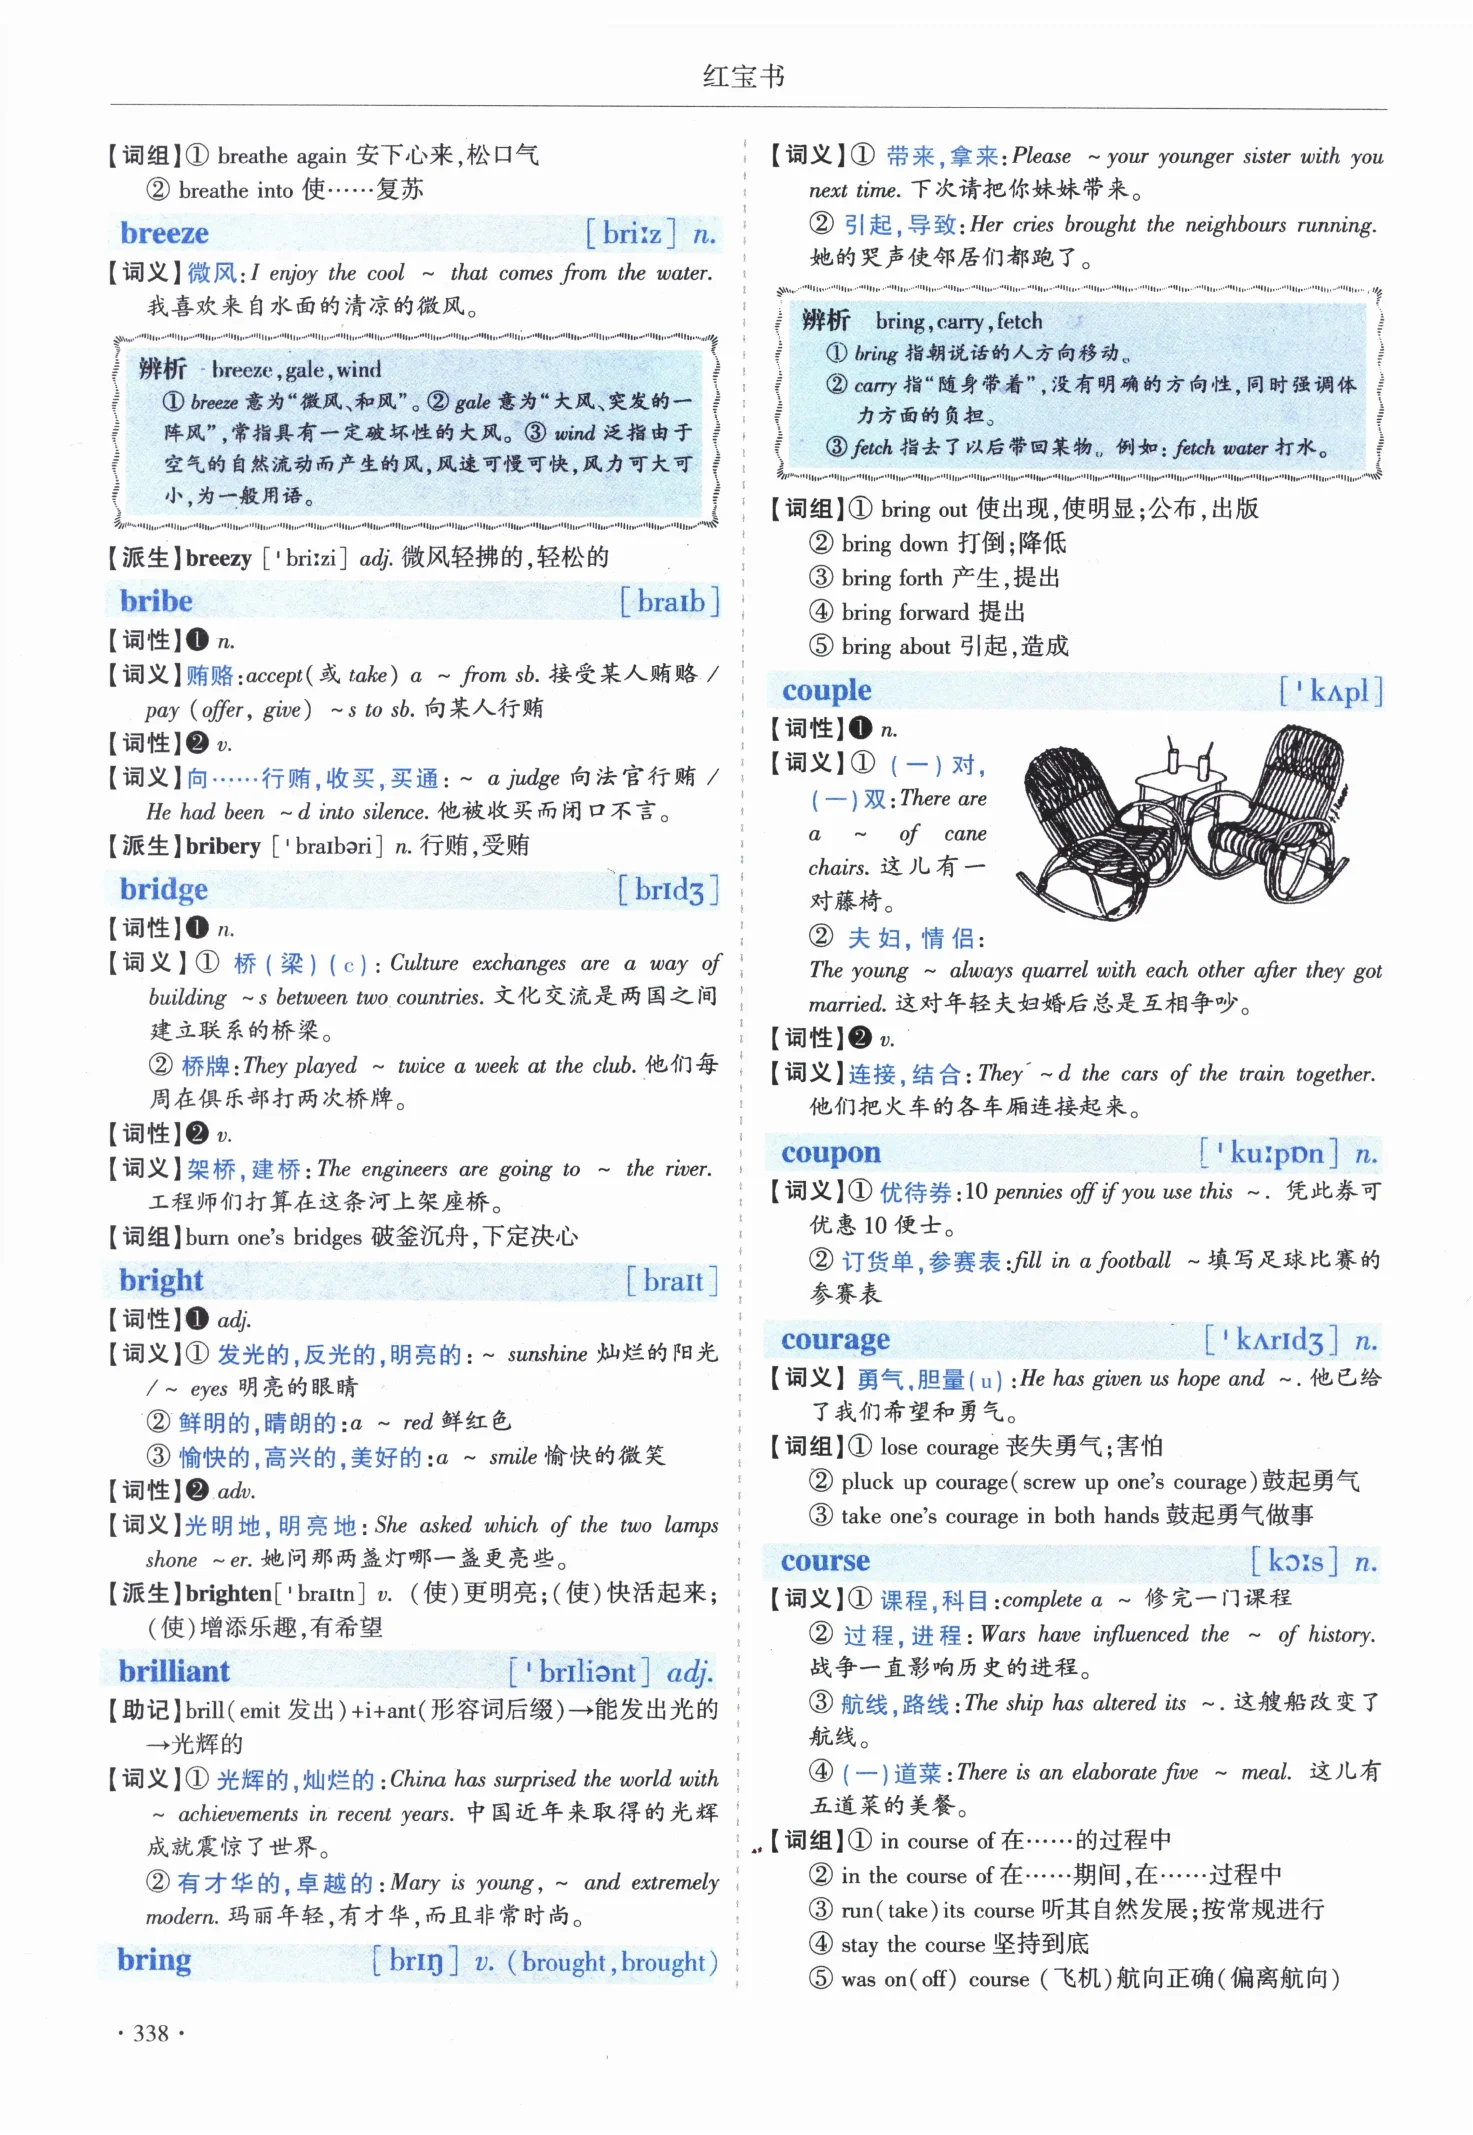 红宝书
【词组】① breathe again 安下心来,松口气
② breathe into 使……复苏
breeze [briːz] n.
【词义】微风:I enjoy the cool ~ that comes from the water.
我喜欢来自水面的清凉的微风。
辨析 breeze,gale,wind
① breeze 意为“微风、和风”。② gale 意为“大风、突发的一
阵风”,常指具有一定破坏性的大风。③ wind 泛指由于
空气的自然流动而产生的风,风速可慢可快,风力可大可
小,为一般用语。
【派生】breezy [ˈbriːzi] adj. 微风轻拂的,轻松的
bribe [braɪb]
【词性】❶ n.
【词义】贿赂:accept(或 take) a ~ from sb. 接受某人贿赂 /
pay (offer, give) ~s to sb. 向某人行贿
【词性】❷ v.
【词义】向……行贿,收买,买通: ~ a judge 向法官行贿 /
He had been ~d into silence. 他被收买而闭口不言。
【派生】bribery [ˈbraɪbəri] n. 行贿,受贿
bridge [brɪdʒ]
【词性】❶ n.
【词义】① 桥(梁)(c): Culture exchanges are a way of
building ~s between two countries. 文化交流是两国之间
建立联系的桥梁。
② 桥牌:They played ~ twice a week at the club. 他们每
周在俱乐部打两次桥牌。
【词性】❷ v.
【词义】架桥,建桥:The engineers are going to ~ the river.
工程师们打算在这条河上架座桥。
【词组】burn one's bridges 破釜沉舟,下定决心
bright [braɪt]
【词性】❶ adj.
【词义】① 发光的,反光的,明亮的: ~ sunshine 灿烂的阳光
/ ~ eyes 明亮的眼睛
② 鲜明的,晴朗的:a ~ red 鲜红色
③ 愉快的,高兴的,美好的:a ~ smile 愉快的微笑
【词性】❷ adv.
【词义】光明地,明亮地:She asked which of the two lamps
shone ~er. 她问那两盏灯哪一盏更亮些。
【派生】brighten[ˈbraɪtn] v. (使)更明亮;(使)快活起来;
(使)增添乐趣,有希望
brilliant [ˈbrɪliənt] adj.
【助记】brill(emit 发出)+i+ant(形容词后缀)→能发出光的
→光辉的
【词义】① 光辉的,灿烂的:China has surprised the world with
~ achievements in recent years. 中国近年来取得的光辉
成就震惊了世界。
② 有才华的,卓越的:Mary is young, ~ and extremely
modern. 玛丽年轻,有才华,而且非常时尚。
bring [brɪŋ] v. (brought,brought)
【词义】① 带来,拿来:Please ~ your younger sister with you
next time. 下次请把你妹妹带来。
② 引起,导致:Her cries brought the neighbours running.
她的哭声使邻居们都跑了。
辨析 bring,carry,fetch
① bring 指朝说话的人方向移动。
② carry 指“随身带着”,没有明确的方向性,同时强调体
力方面的负担。
③ fetch 指去了以后带回某物。例如: fetch water 打水。
【词组】① bring out 使出现,使明显;公布,出版
② bring down 打倒;降低
③ bring forth 产生,提出
④ bring forward 提出
⑤ bring about 引起,造成
couple [ˈkʌpl]
【词性】❶ n.
【词义】① (一)对,
(一)双:There are
a ~ of cane
chairs. 这儿有一
对藤椅。
② 夫妇,情侣:
The young ~ always quarrel with each other after they got
married. 这对年轻夫妇婚后总是互相争吵。
【词性】❷ v.
【词义】连接,结合:They ~d the cars of the train together.
他们把火车的各车厢连接起来。
coupon [ˈkuːpɒn] n.
【词义】① 优待券:10 pennies off if you use this ~. 凭此券可
优惠 10 便士。
② 订货单,参赛表:fill in a football ~ 填写足球比赛的
参赛表
courage [ˈkʌrɪdʒ] n.
【词义】勇气,胆量(u):He has given us hope and ~. 他已给
了我们希望和勇气。
【词组】① lose courage 丧失勇气;害怕
② pluck up courage(screw up one's courage)鼓起勇气
③ take one's courage in both hands 鼓起勇气做事
course [kɔːs] n.
【词义】① 课程,科目:complete a ~ 修完一门课程
② 过程,进程: Wars have influenced the ~ of history.
战争一直影响历史的进程。
③ 航线,路线:The ship has altered its ~. 这艘船改变了
航线。
④ (一)道菜:There is an elaborate five ~ meal. 这儿有
五道菜的美餐。
【词组】① in course of 在……的过程中
② in the course of 在……期间,在……过程中
③ run(take)its course 听其自然发展;按常规进行
④ stay the course 坚持到底
⑤ was on(off) course (飞机)航向正确(偏离航向)
·338·